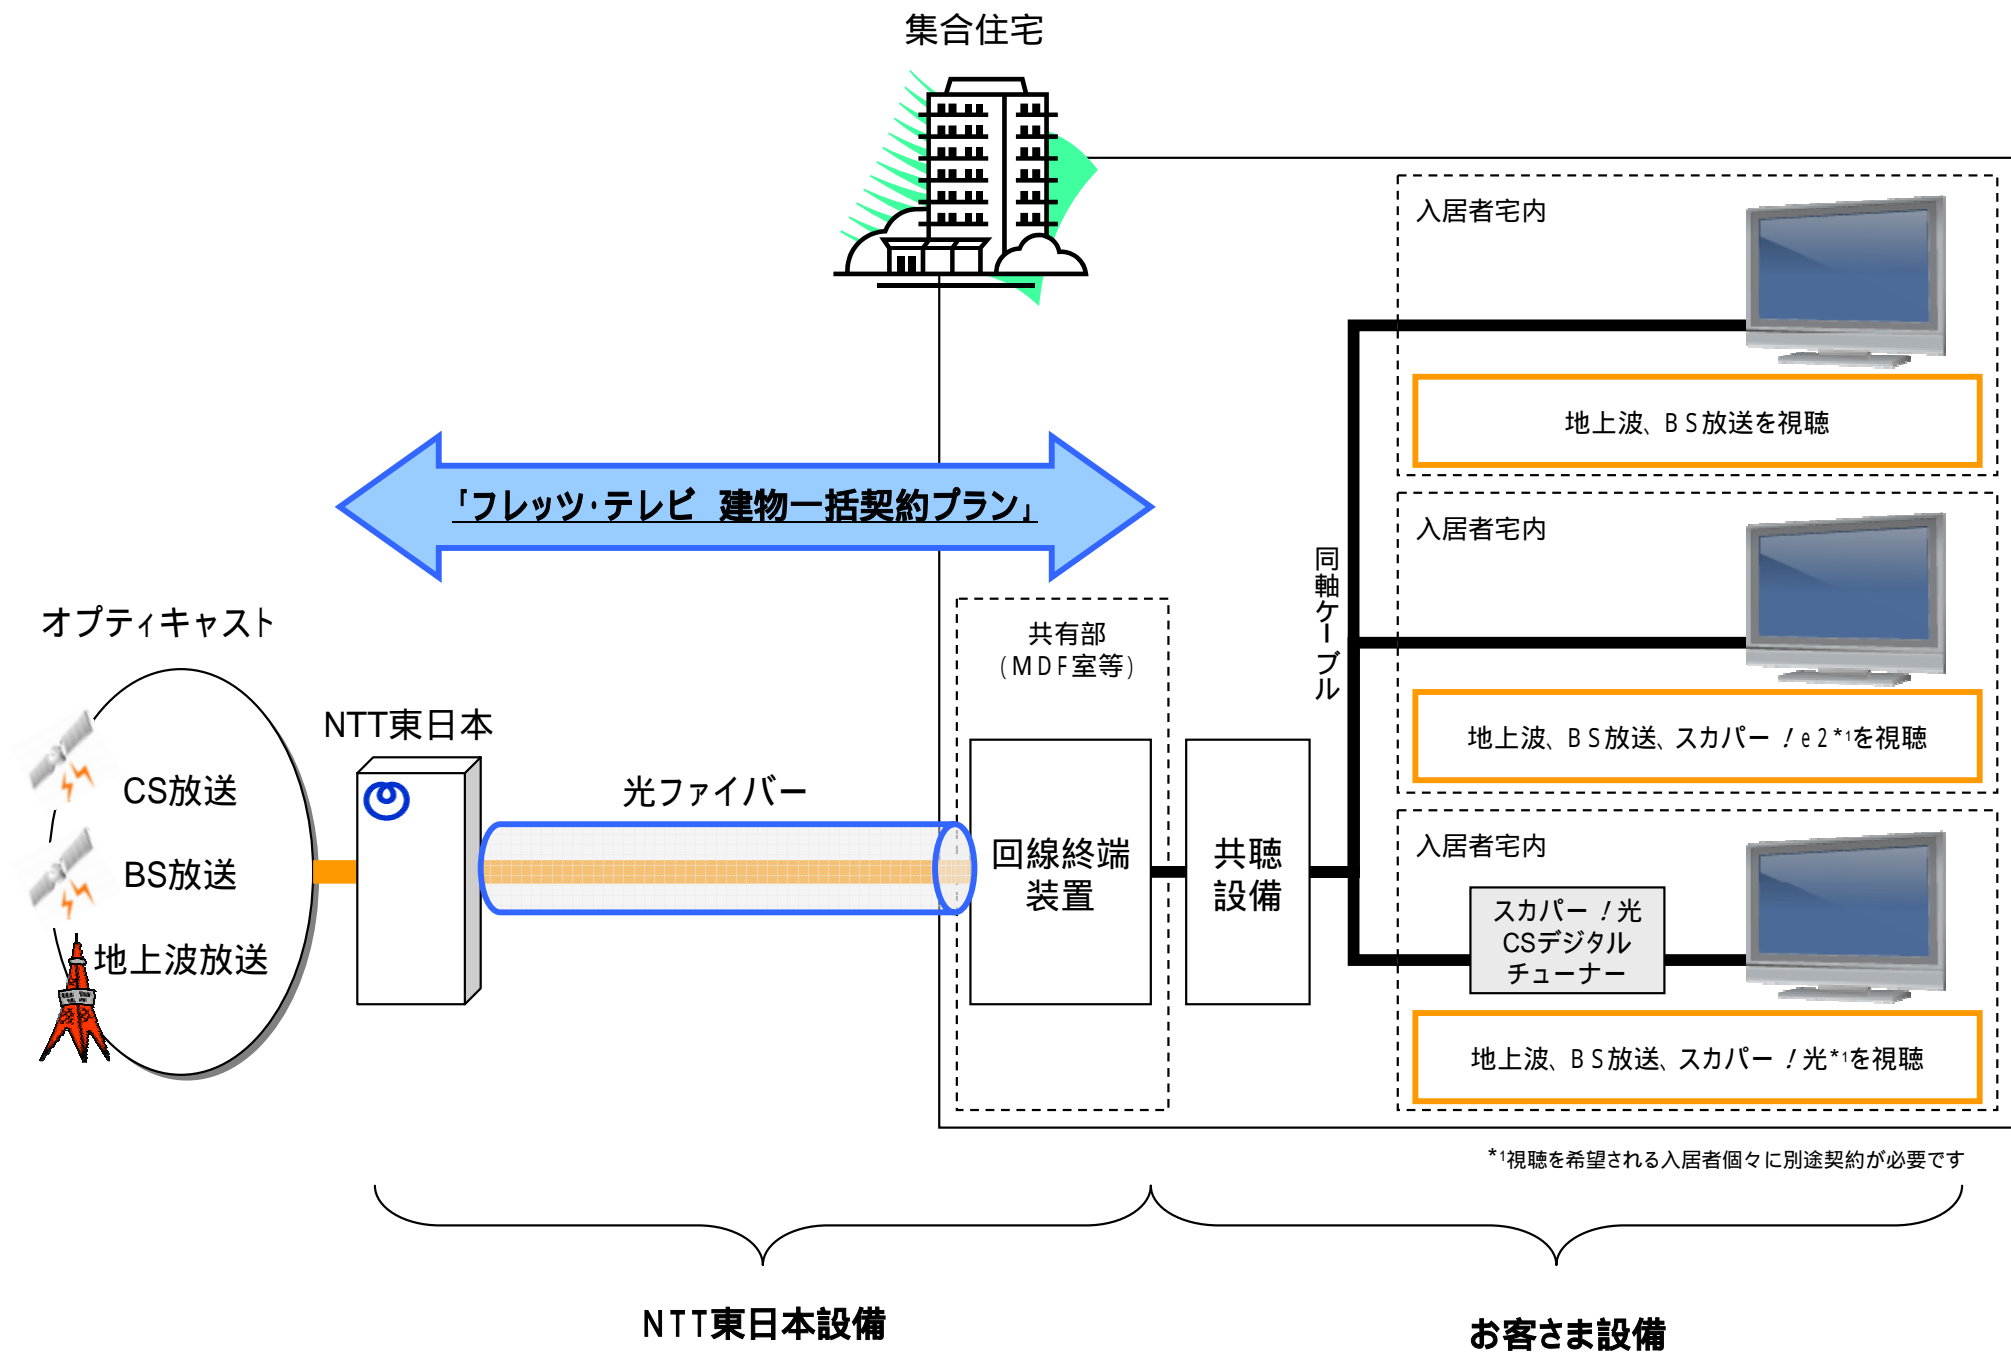 集合住宅
入居者宅内
地上波、BS放送を視聴
「フレッツ・テレビ　建物一括契約プラン」
入居者宅内
同軸ケーブル
地上波、BS放送、スカパー！e2*1を視聴
オプティキャスト
共有部
(MDF室等)
NTT東日本
CS放送
BS放送
地上波放送
光ファイバー
回線終端
装置
共聴
設備
入居者宅内
スカパー！光
CSデジタル
チューナー
地上波、BS放送、スカパー！光*1を視聴
*1視聴を希望される入居者個々に別途契約が必要です
NTT東日本設備
お客さま設備